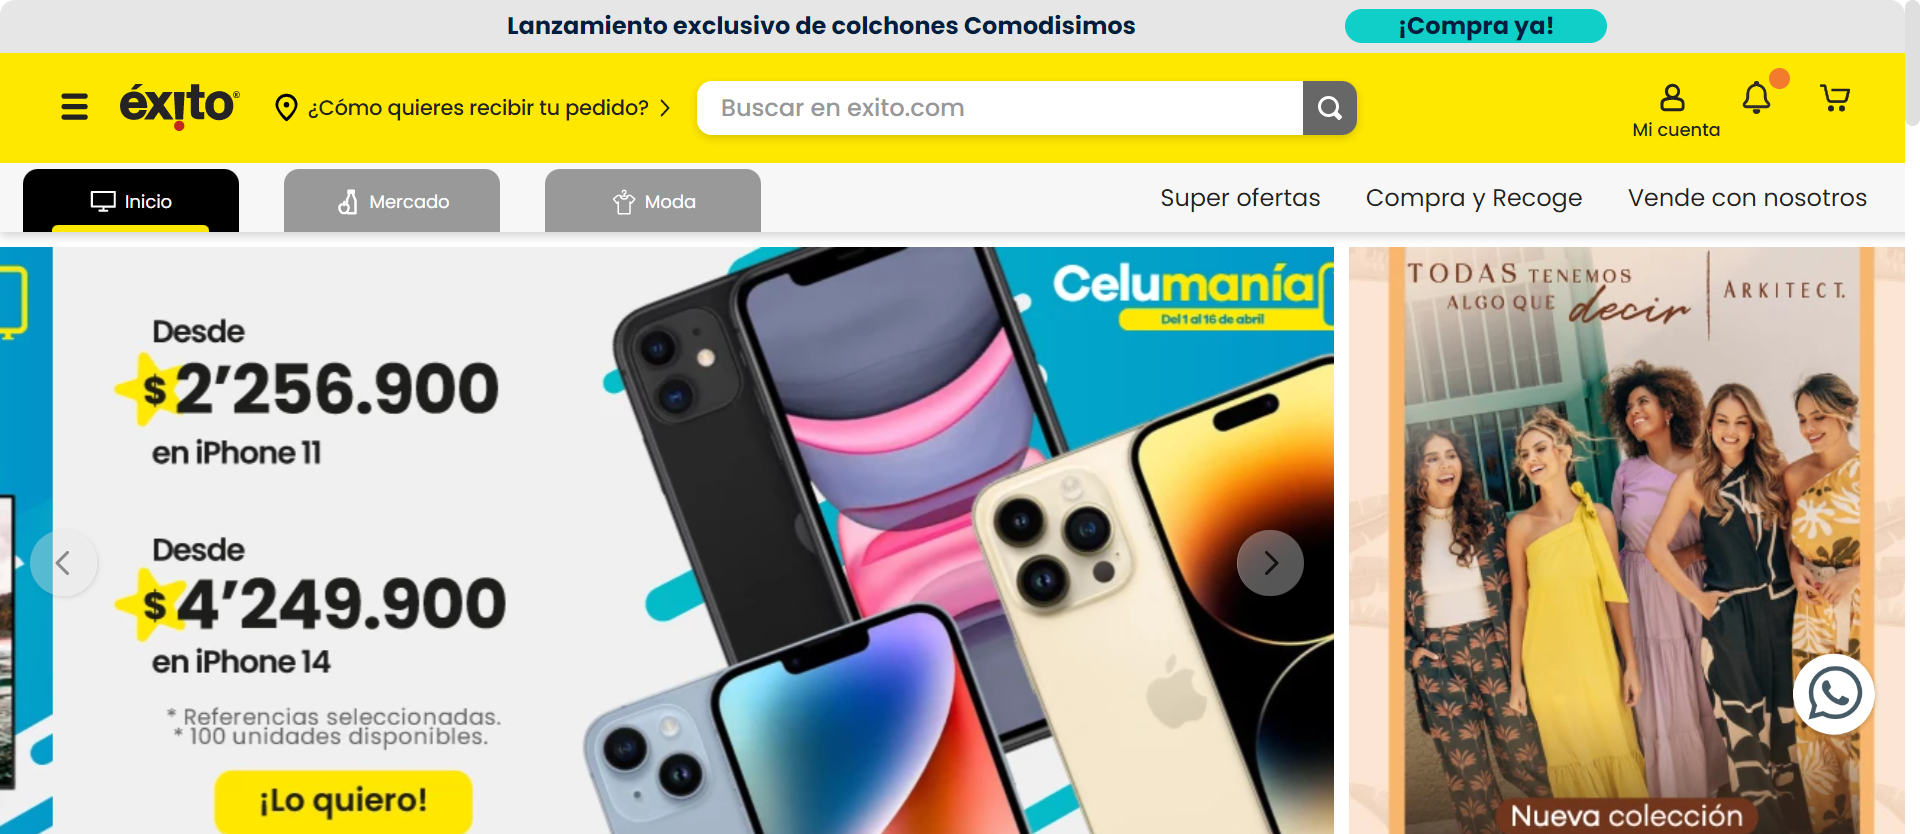 Lanzamiento exclusivo de colchones Comodisimos
¡Compra ya!
éxito®
¿Cómo quieres recibir tu pedido?
Buscar en exito.com
Mi cuenta
Inicio
Mercado
Moda
Super ofertas
Compra y Recoge
Vende con nosotros
Desde
$ 2'256.900
en iPhone 11
Desde
$ 4'249.900
en iPhone 14
* Referencias seleccionadas.
* 100 unidades disponibles.
¡Lo quiero!
Celumanía
Del 1 al 16 de abril
TODAS TENEMOS
ALGO QUE decir
ARKITECT.
Nueva colección